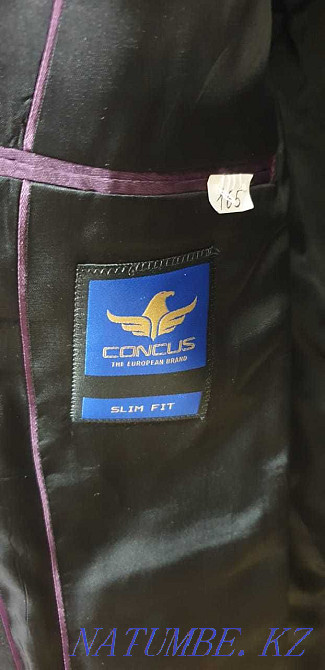 165
CONCUS
THE EUROPEAN BRAND
SLIM FIT
NATUMBE.KZ